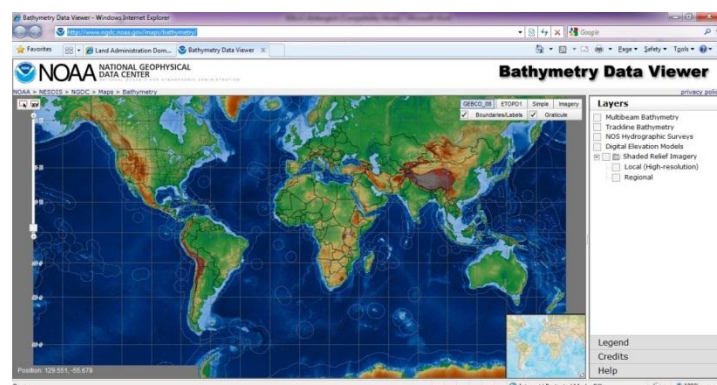 Bathymetry Data Viewer - Windows Internet Explorer
http://www.ngdc.noaa.gov/maps/bathymetry/
Google
Favorites
Land Administration Dom...
Bathymetry Data Viewer
Page
Safety
Tools
NOAA NATIONAL GEOPHYSICAL DATA CENTER
Bathymetry Data Viewer
NOAA > NESDIS > NGDC > Maps > Bathymetry
privacy policy
GEBCO_08
ETOPO1
Simple
Imagery
Boundaries/Labels
Graticule
Layers
Multibeam Bathymetry
Trackline Bathymetry
NOS Hydrographic Surveys
Digital Elevation Models
Shaded Relief Imagery
Local (High-resolution)
Regional
Legend
Credits
Help
Position: 129.551, -55.678